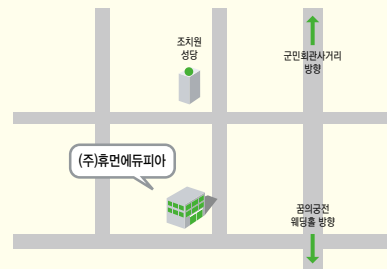 조치원
성당
군민회관사거리
방향
(주)휴먼에듀피아
꿈의궁전
웨딩홀 방향